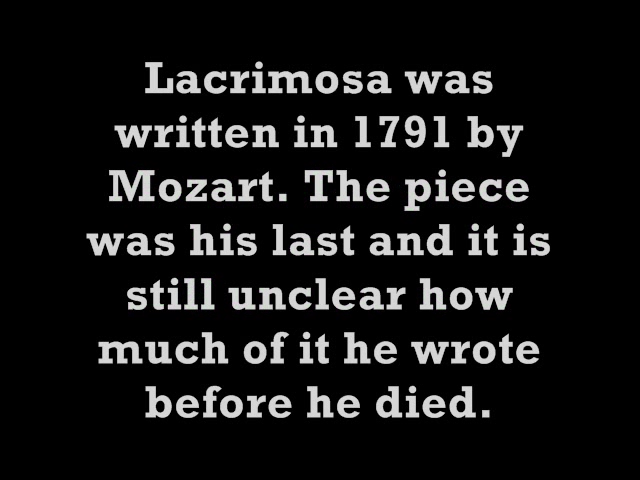 Lacrimosa was
written in 1791 by
Mozart. The piece
was his last and it is
still unclear how
much of it he wrote
before he died.